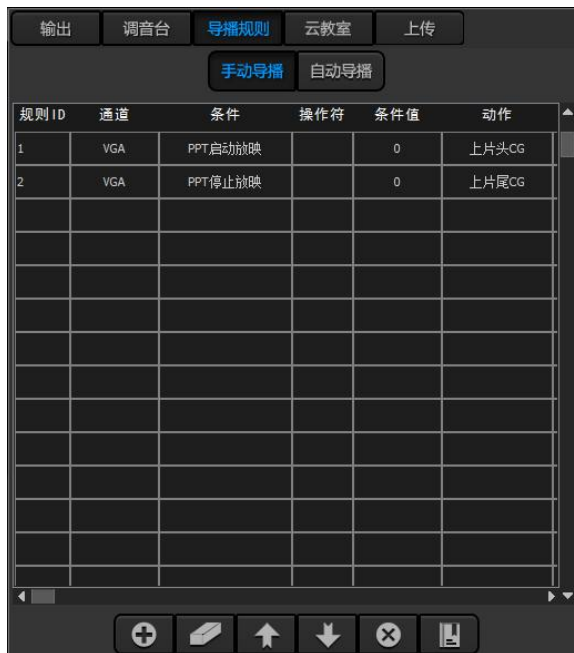 输出 调音台 导播规则 云教室 上传
手动导播 自动导播
规则ID 通道 条件 操作符 条件值 动作
1 VGA PPT启动放映 0 上片头CG
2 VGA PPT停止放映 0 上片尾CG